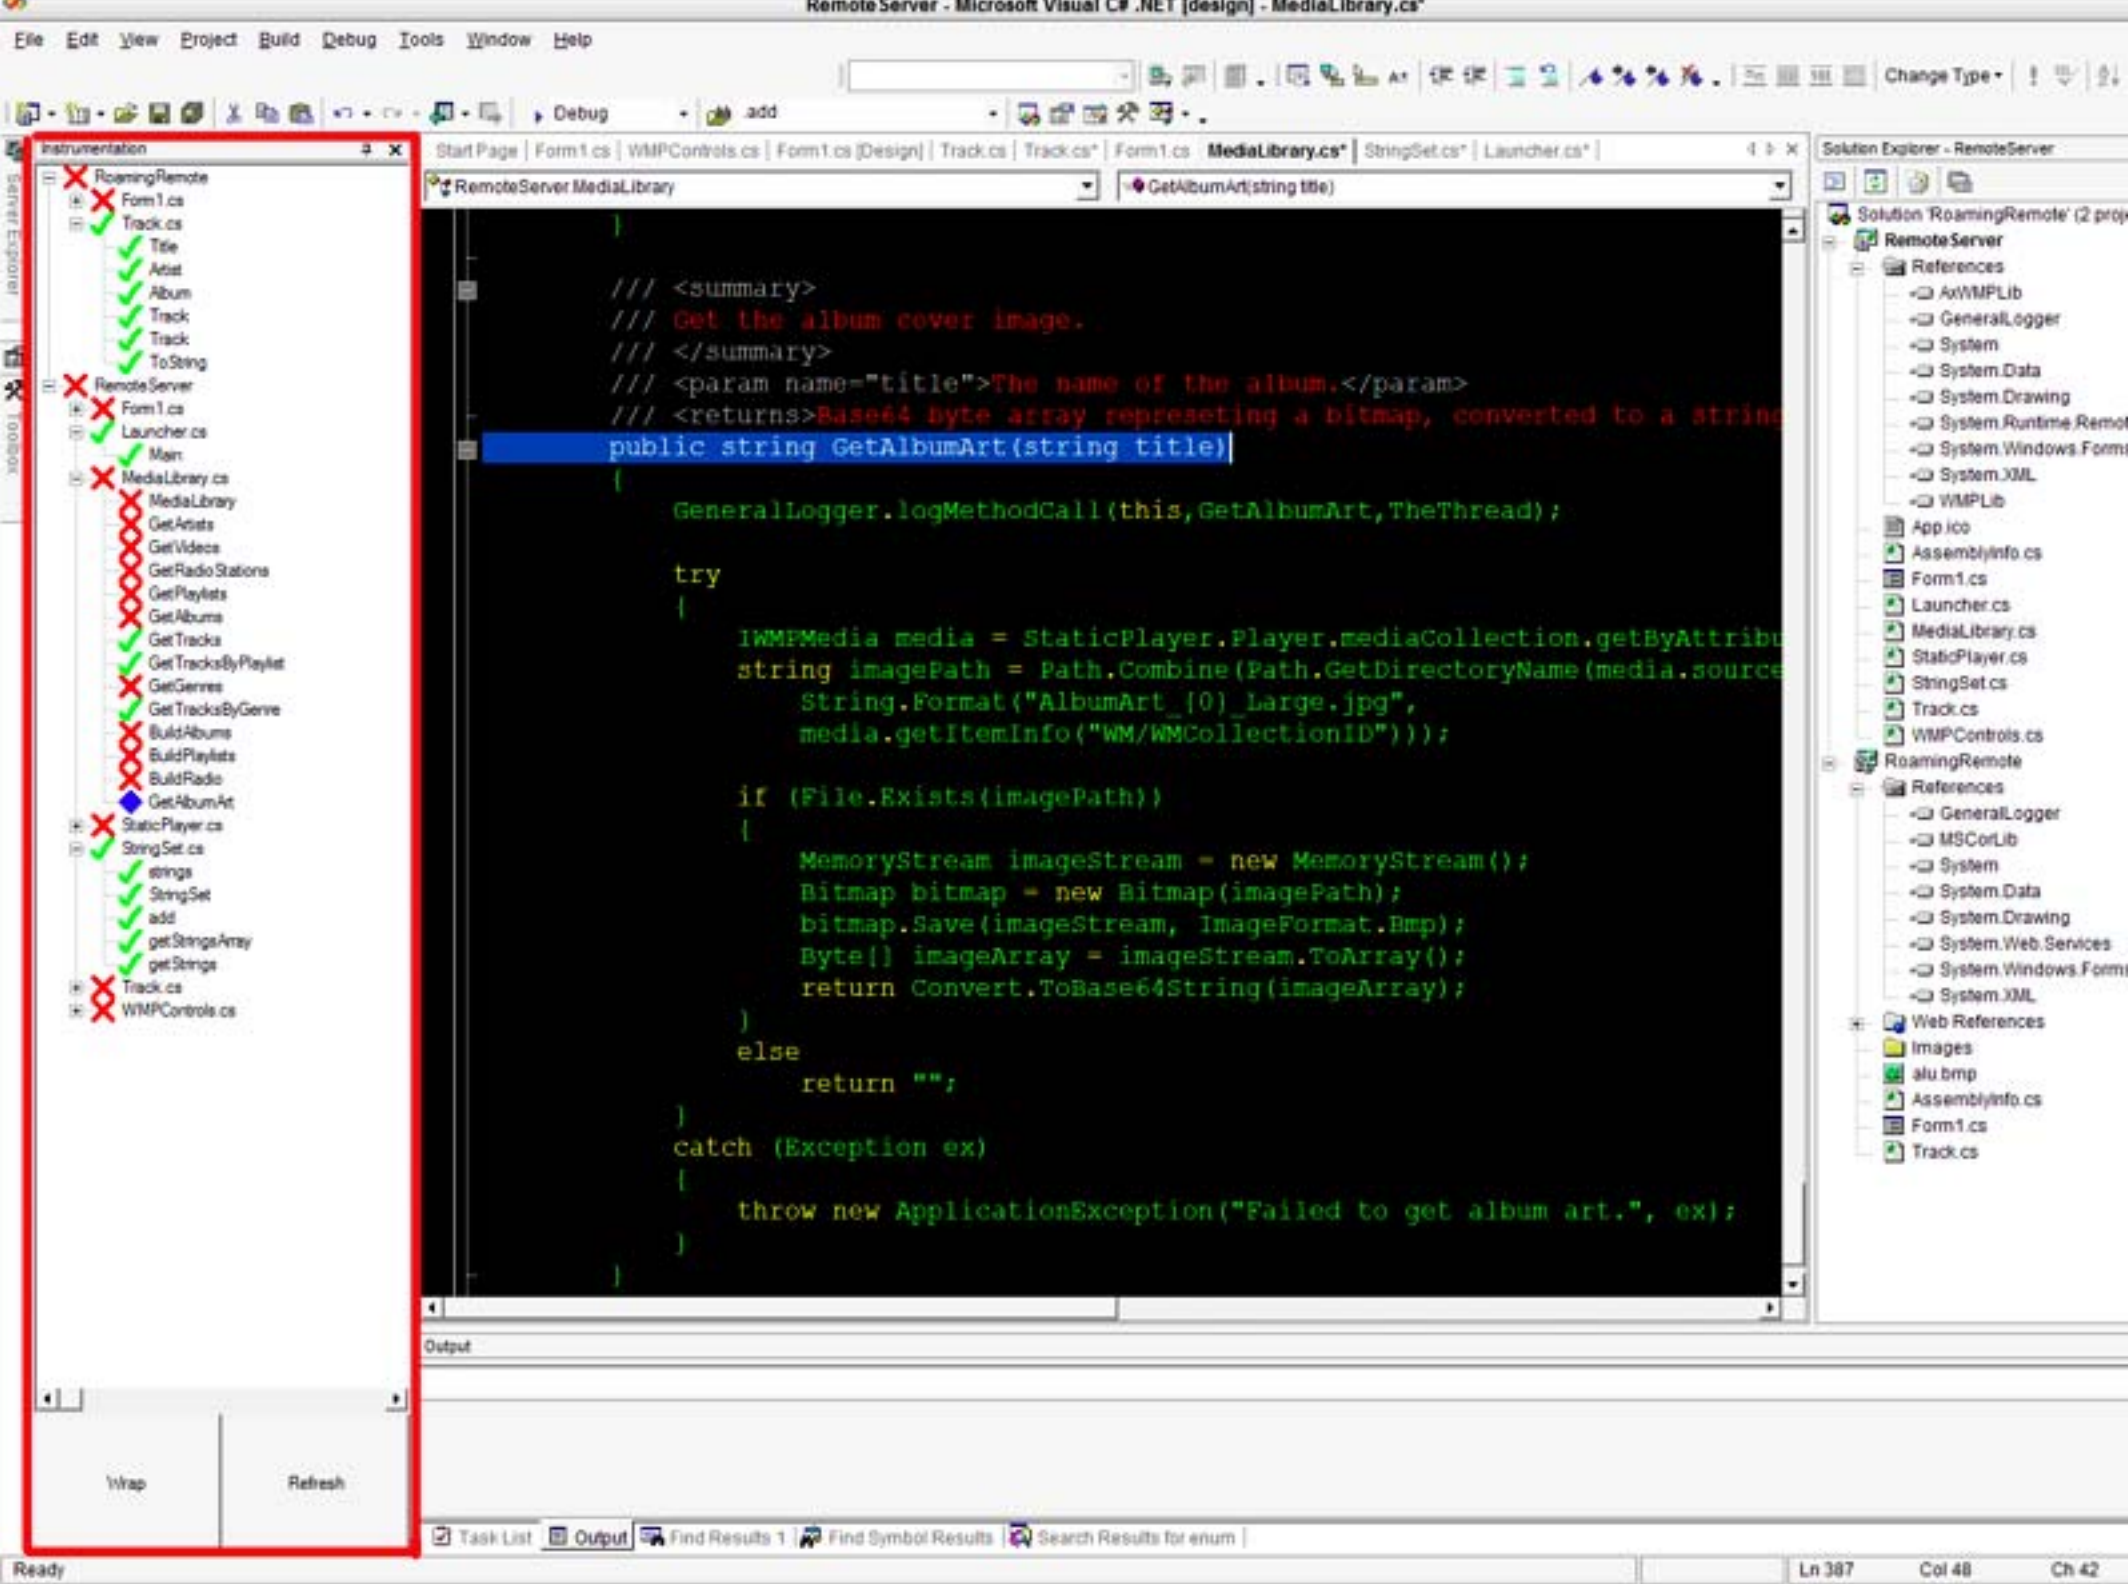 RemoteServer - Microsoft Visual C# .NET [design] - MediaLibrary.cs*
File Edit View Project Build Debug Tools Window Help
Change Type
Debug add
Instrumentation
Server Explorer
Toolbox
RoamingRemote
Form1.cs
Track.cs
Title
Artist
Album
Track
Track
ToString
RemoteServer
Form1.cs
Launcher.cs
Main
MediaLibrary.cs
MediaLibrary
GetArtists
GetVideos
GetRadioStations
GetPlaylists
GetAlbums
GetTracks
GetTracksByPlaylist
GetGenres
GetTracksByGenre
BuildAlbums
BuildPlaylists
BuildRadio
GetAlbumArt
StaticPlayer.cs
StringSet.cs
strings
StringSet
add
getStringsArray
getStrings
Track.cs
WMPControls.cs
Wrap Refresh
Start Page | Form1.cs | WMPControls.cs | Form1.cs [Design] | Track.cs | Track.cs* | Form1.cs MediaLibrary.cs* | StringSet.cs* | Launcher.cs* |
RemoteServer.MediaLibrary GetAlbumArt(string title)
}
/// <summary>
/// Get the album cover image.
/// </summary>
/// <param name="title">The name of the album.</param>
/// <returns>Base64 byte array represeting a bitmap, converted to a string
public string GetAlbumArt(string title)
{
GeneralLogger.logMethodCall(this,GetAlbumArt,TheThread);
try
{
IWMPMedia media = StaticPlayer.Player.mediaCollection.getByAttribu
string imagePath = Path.Combine(Path.GetDirectoryName(media.source
String.Format("AlbumArt_{0}_Large.jpg",
media.getItemInfo("WM/WMCollectionID")));
if (File.Exists(imagePath))
{
MemoryStream imageStream = new MemoryStream();
Bitmap bitmap = new Bitmap(imagePath);
bitmap.Save(imageStream, ImageFormat.Bmp);
Byte[] imageArray = imageStream.ToArray();
return Convert.ToBase64String(imageArray);
}
else
return "";
}
catch (Exception ex)
{
throw new ApplicationException("Failed to get album art.", ex);
}
}
Output
Task List Output Find Results 1 Find Symbol Results Search Results for enum
Solution Explorer - RemoteServer
Solution 'RoamingRemote' (2 proj
RemoteServer
References
AxWMPLib
GeneralLogger
System
System.Data
System.Drawing
System.Runtime.Remot
System.Windows.Forms
System.XML
WMPLib
App.ico
AssemblyInfo.cs
Form1.cs
Launcher.cs
MediaLibrary.cs
StaticPlayer.cs
StringSet.cs
Track.cs
WMPControls.cs
RoamingRemote
References
GeneralLogger
MSCorLib
System
System.Data
System.Drawing
System.Web.Services
System.Windows.Forms
System.XML
Web References
Images
alu.bmp
AssemblyInfo.cs
Form1.cs
Track.cs
Ready Ln 387 Col 48 Ch 42